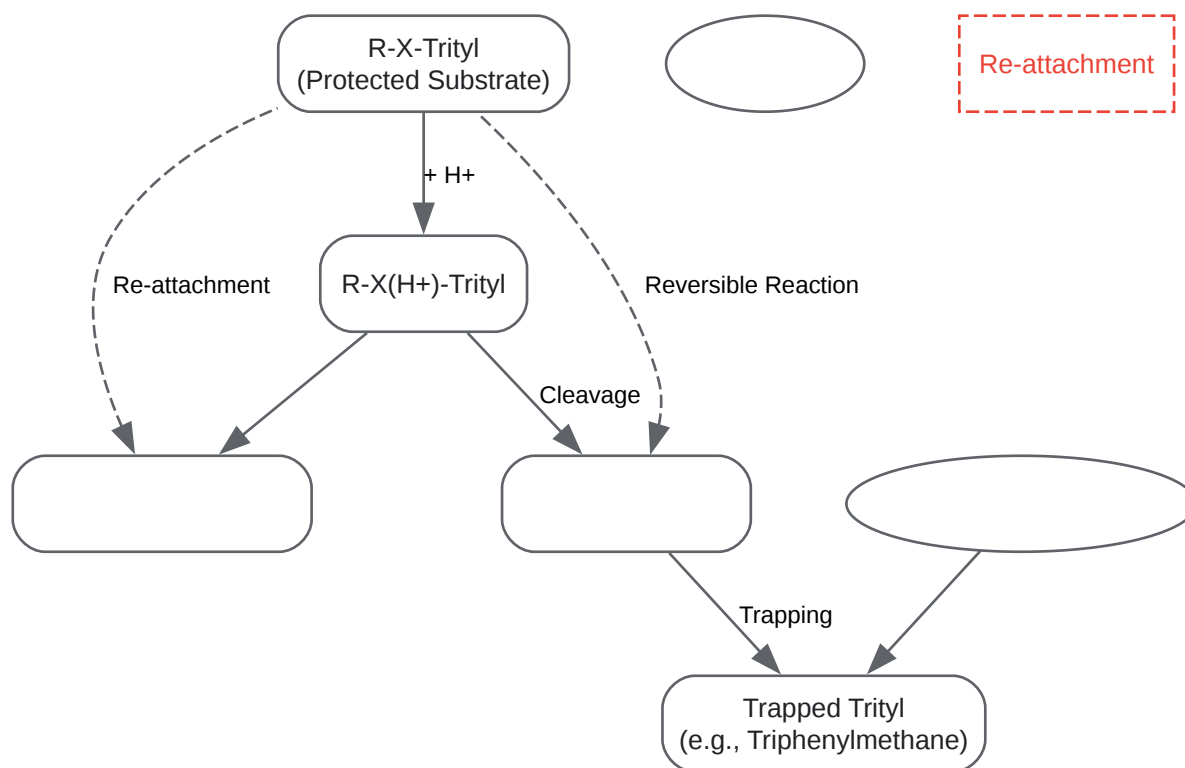 R-X-Trityl
(Protected Substrate)
Re-attachment
+ H+
R-X(H+)-Trityl
Re-attachment
Reversible Reaction
Cleavage
Trapping
Trapped Trityl
(e.g., Triphenylmethane)